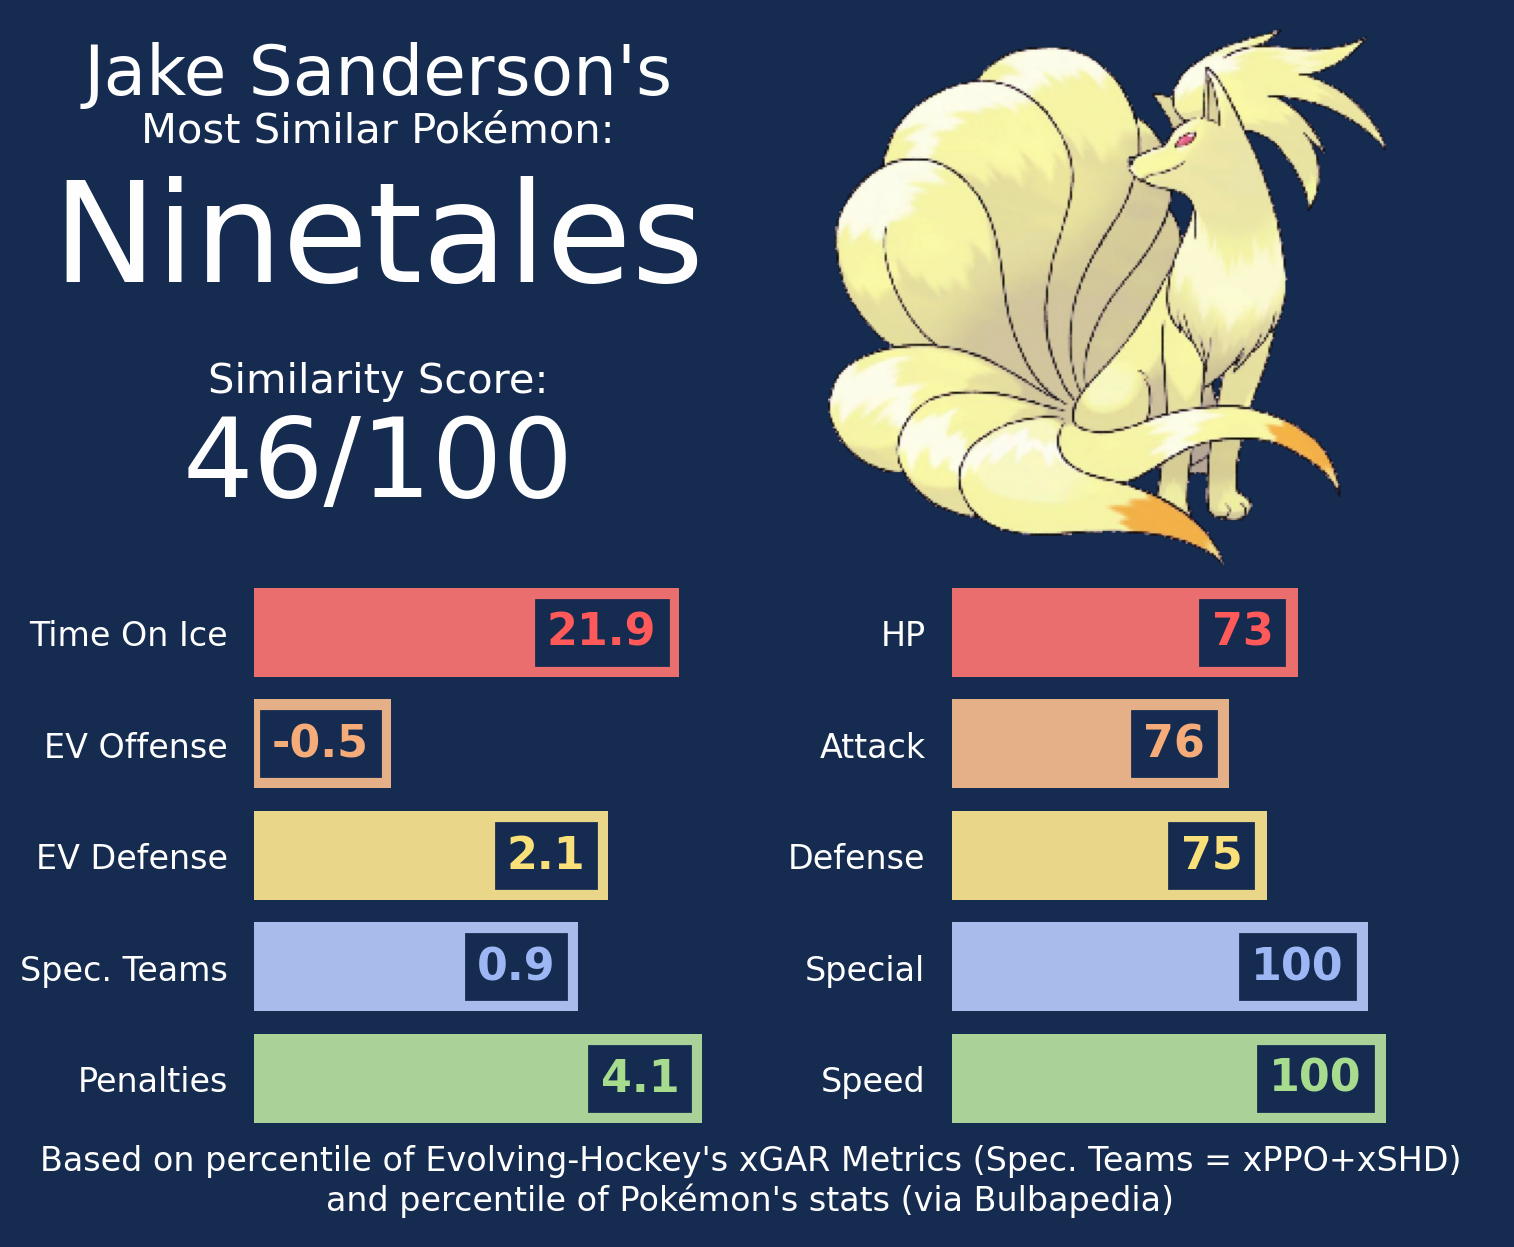 Jake Sanderson's
Most Similar Pokémon:
Ninetales
Similarity Score:
46/100
Time On Ice 21.9
EV Offense -0.5
EV Defense 2.1
Spec. Teams 0.9
Penalties 4.1
HP 73
Attack 76
Defense 75
Special 100
Speed 100
Based on percentile of Evolving-Hockey's xGAR Metrics (Spec. Teams = xPPO+xSHD)
and percentile of Pokémon's stats (via Bulbapedia)